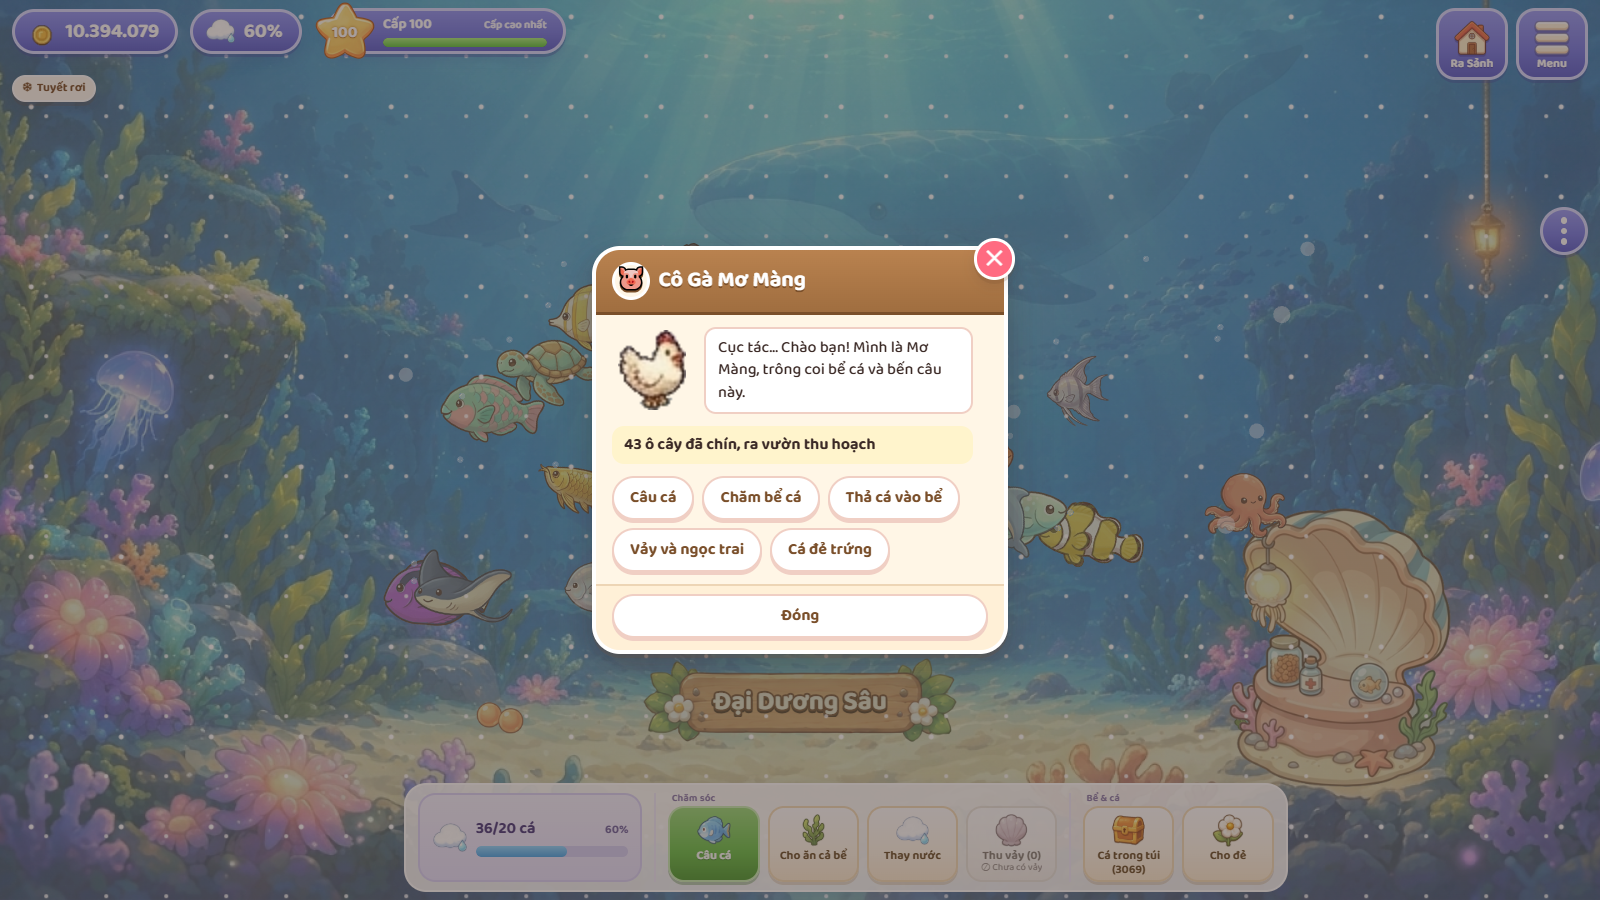 10.394.079
60%
100
Cấp 100
Cấp cao nhất
Ra Sảnh
Menu
Tuyết rơi
Cô Gà Mơ Màng
Cục tác... Chào bạn! Mình là Mơ
Màng, trông coi bể cá và bến câu
này.
43 ô cây đã chín, ra vườn thu hoạch
Câu cá
Chăm bể cá
Thả cá vào bể
Vảy và ngọc trai
Cá đẻ trứng
Đóng
Đại Dương Sâu
36/20 cá
60%
Chăm sóc
Câu cá
Cho ăn cả bể
Thay nước
Thu vảy (0)
Chưa có vảy
Bể & cá
Cá trong túi
(3069)
Cho đẻ